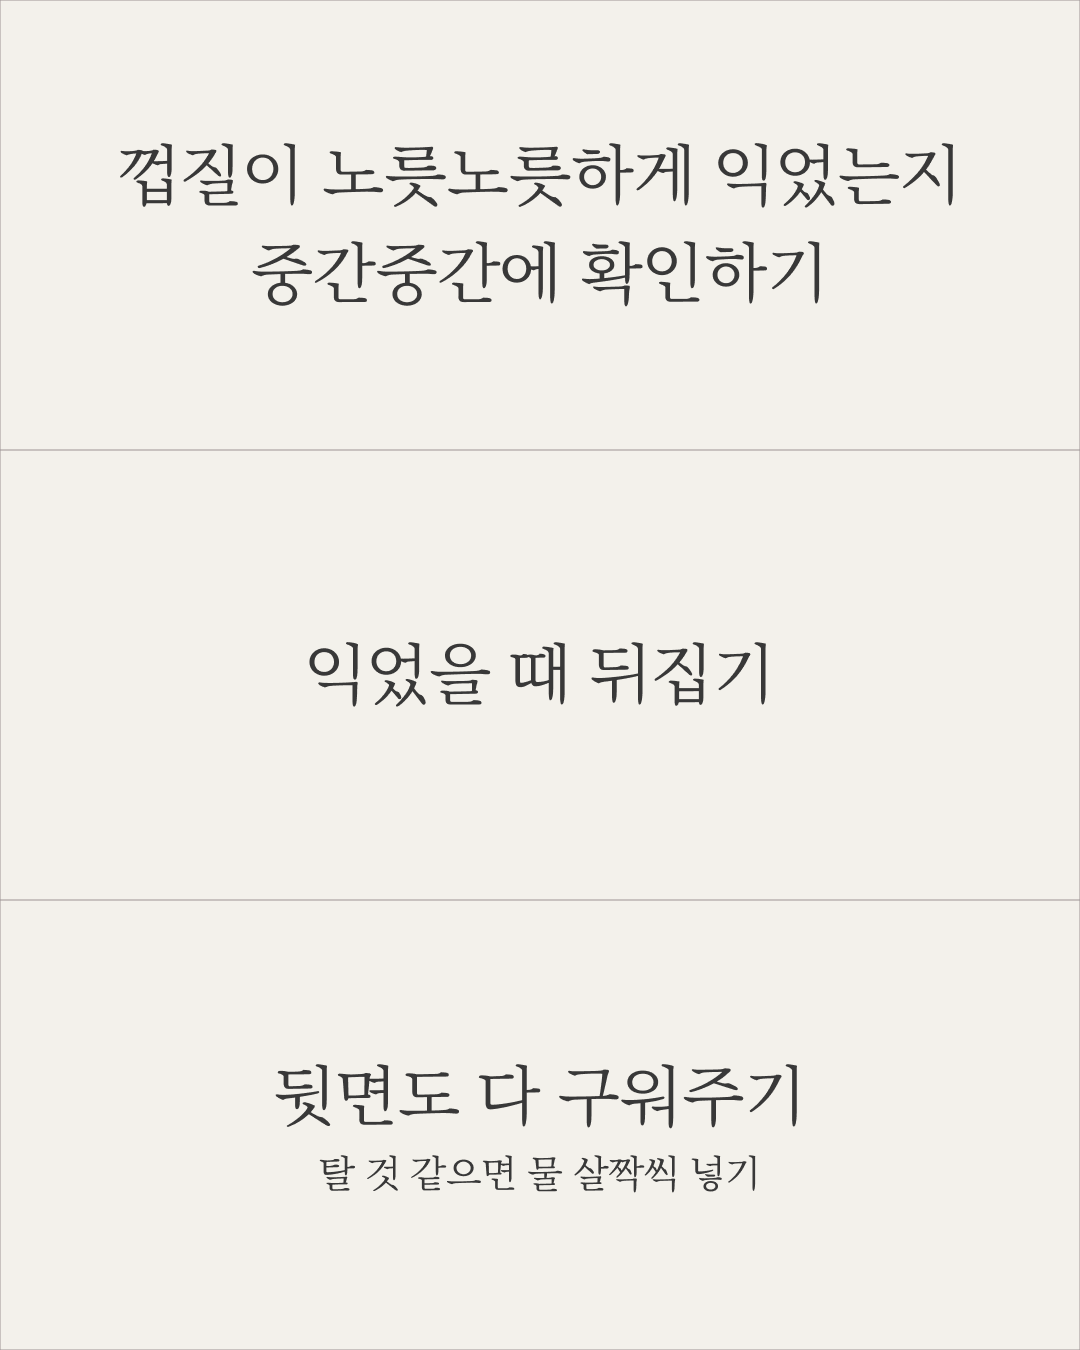 껍질이 노릇노릇하게 익었는지
중간중간에 확인하기
익었을 때 뒤집기
뒷면도 다 구워주기
탈 것 같으면 물 살짝씩 넣기